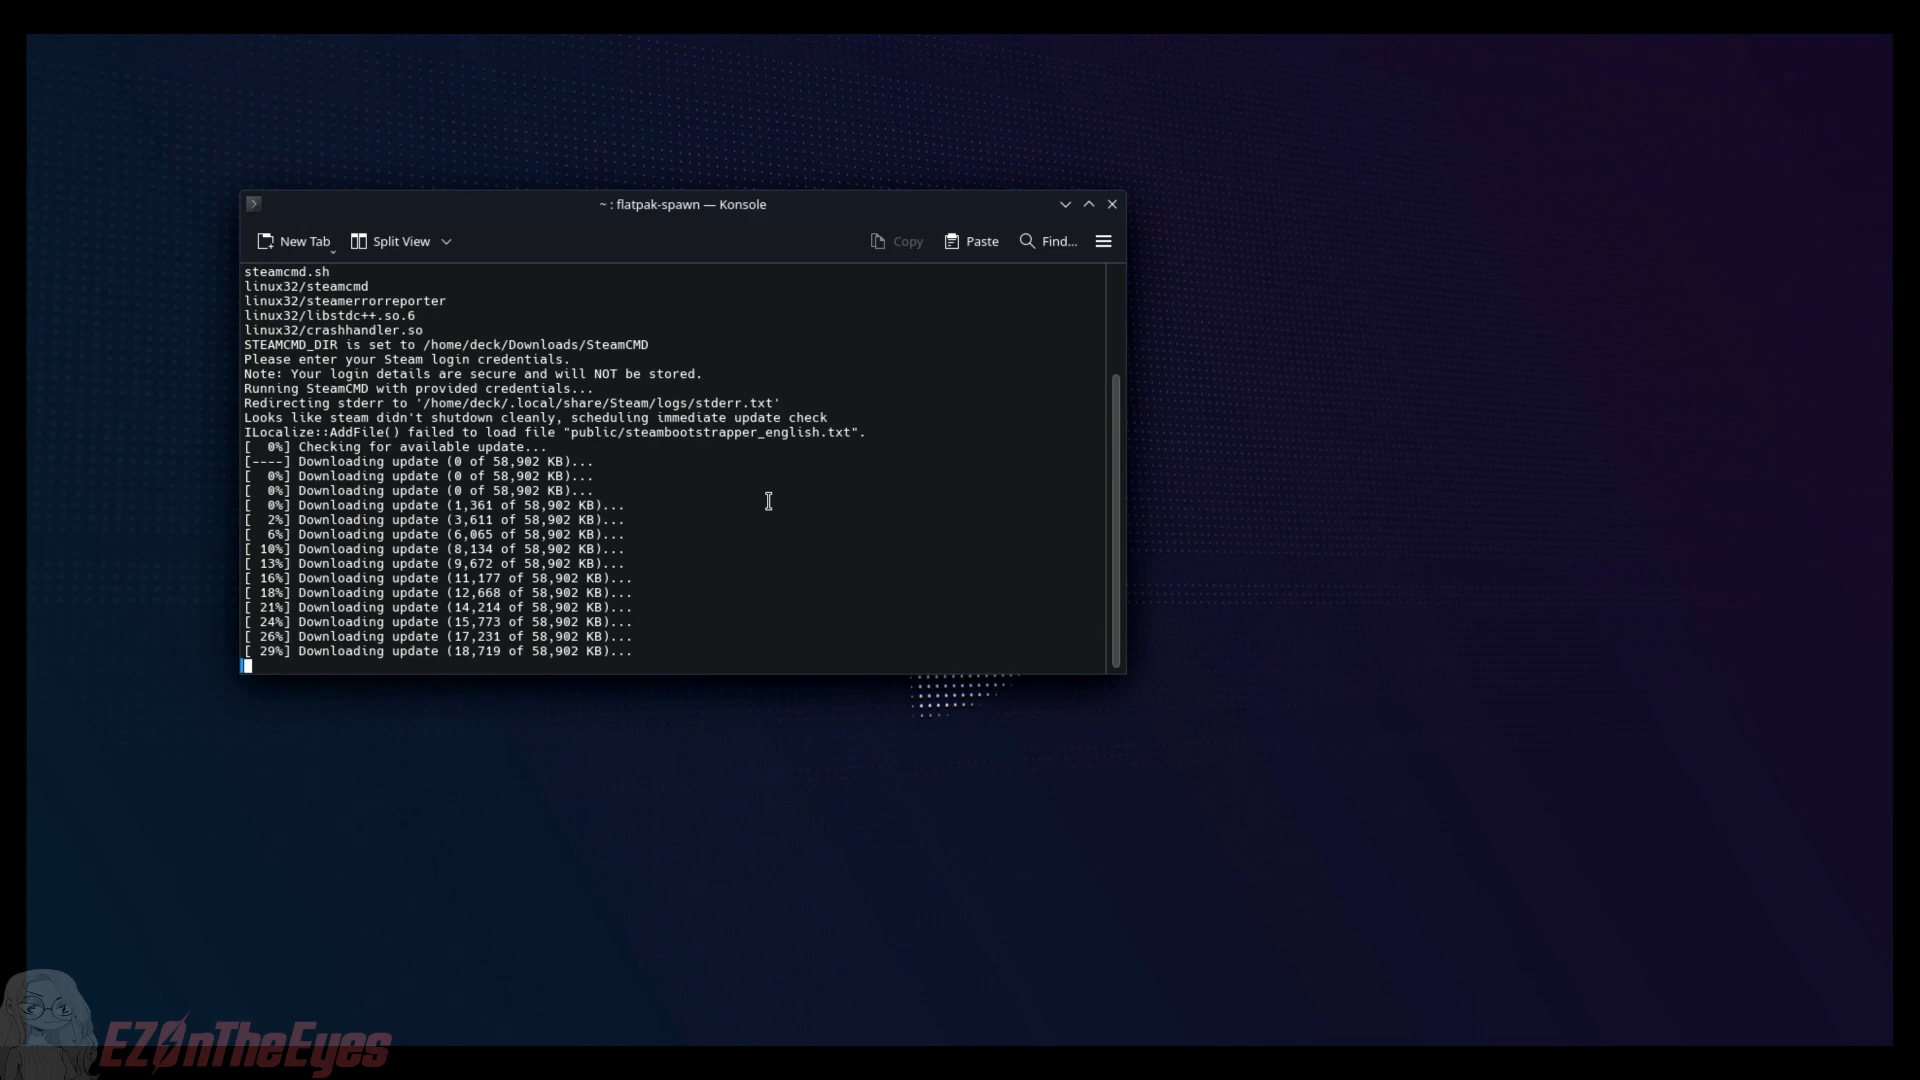 ~ : flatpak-spawn — Konsole
New Tab Split View Copy Paste Find...
steamcmd.sh
linux32/steamcmd
linux32/steamerrorreporter
linux32/libstdc++.so.6
linux32/crashhandler.so
STEAMCMD_DIR is set to /home/deck/Downloads/SteamCMD
Please enter your Steam login credentials.
Note: Your login details are secure and will NOT be stored.
Running SteamCMD with provided credentials...
Redirecting stderr to '/home/deck/.local/share/Steam/logs/stderr.txt'
Looks like steam didn't shutdown cleanly, scheduling immediate update check
ILocalize::AddFile() failed to load file "public/steambootstrapper_english.txt".
[  0%] Checking for available update...
[----] Downloading update (0 of 58,902 KB)...
[  0%] Downloading update (0 of 58,902 KB)...
[  0%] Downloading update (0 of 58,902 KB)...
[  0%] Downloading update (1,361 of 58,902 KB)...
[  2%] Downloading update (3,611 of 58,902 KB)...
[  6%] Downloading update (6,065 of 58,902 KB)...
[ 10%] Downloading update (8,134 of 58,902 KB)...
[ 13%] Downloading update (9,672 of 58,902 KB)...
[ 16%] Downloading update (11,177 of 58,902 KB)...
[ 18%] Downloading update (12,668 of 58,902 KB)...
[ 21%] Downloading update (14,214 of 58,902 KB)...
[ 24%] Downloading update (15,773 of 58,902 KB)...
[ 26%] Downloading update (17,231 of 58,902 KB)...
[ 29%] Downloading update (18,719 of 58,902 KB)...
EZOnTheEyes